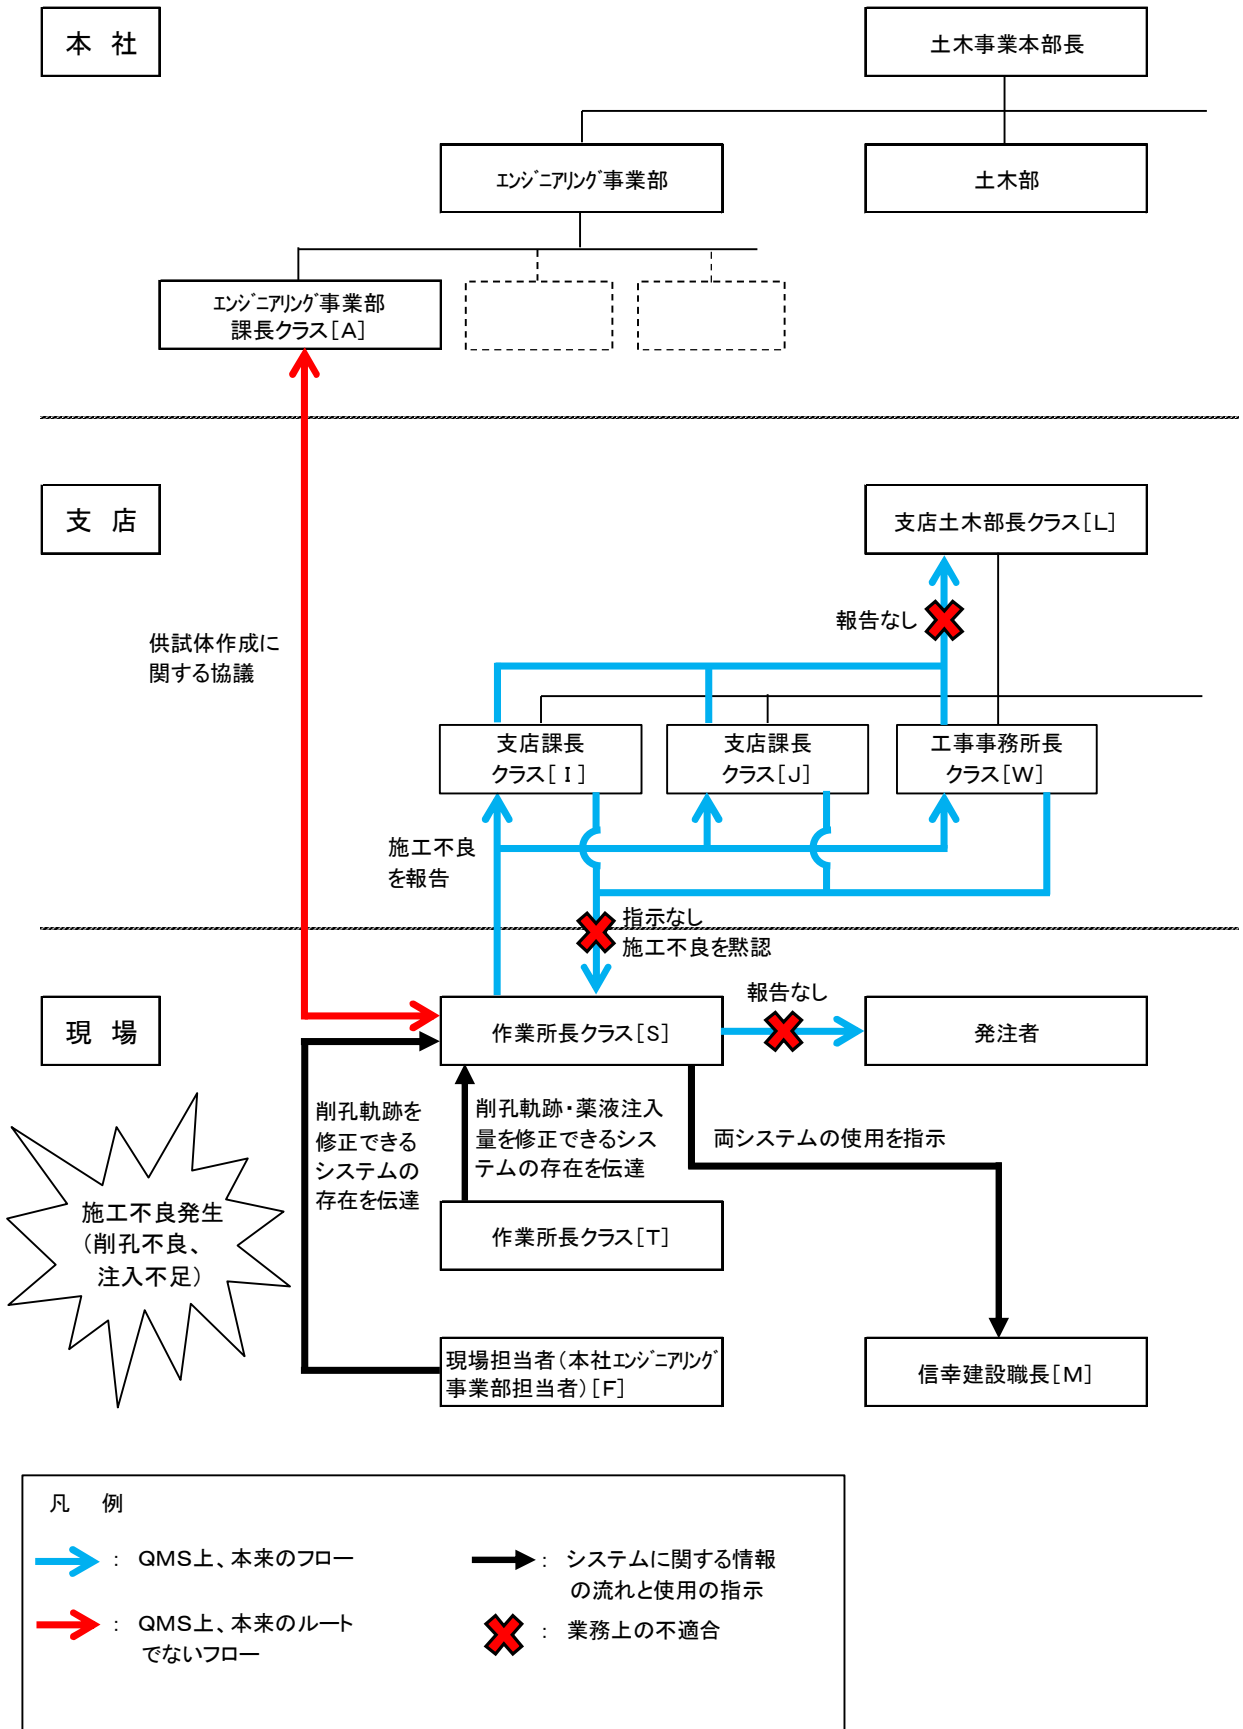 本 社
土木事業本部長
エンジニアリング事業部
土木部
エンジニアリング事業部
課長クラス[A]
支 店
支店土木部長クラス[L]
報告なし
供試体作成に
関する協議
支店課長
クラス[I]
支店課長
クラス[J]
工事事務所長
クラス[W]
施工不良
を報告
指示なし
施工不良を黙認
現 場
作業所長クラス[S]
報告なし
発注者
削孔軌跡を
修正できる
システムの
存在を伝達
削孔軌跡・薬液注入
量を修正できるシス
テムの存在を伝達
両システムの使用を指示
施工不良発生
(削孔不良、
注入不足)
作業所長クラス[T]
現場担当者(本社エンジニアリング
事業部担当者)[F]
信幸建設職長[M]
凡 例
: QMS上、本来のフロー
: システムに関する情報
の流れと使用の指示
: QMS上、本来のルート
でないフロー
: 業務上の不適合